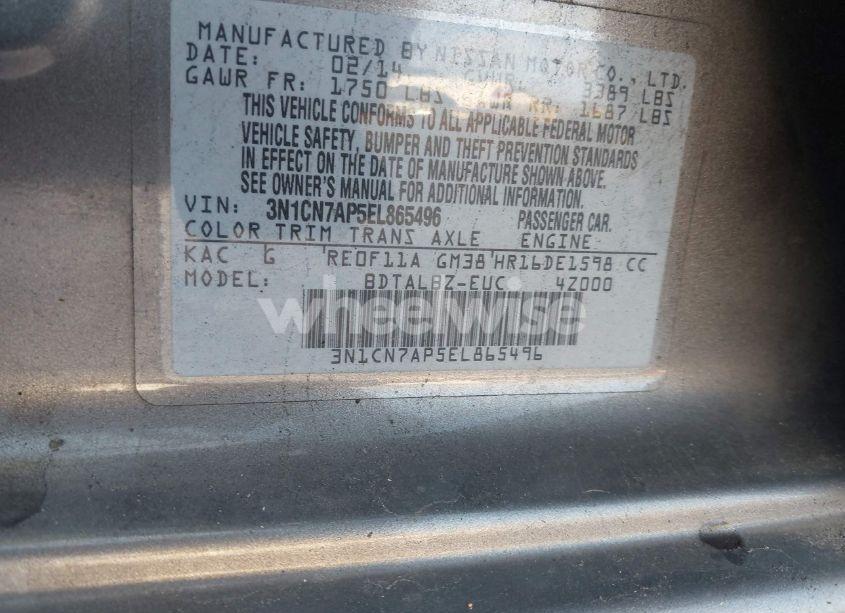 MANUFACTURED BY NISSAN MOTOR CO., LTD.
DATE: 02/14 GVWR: 3389 LBS
GAWR FR: 1750 LBS GAWR RR: 1687 LBS
THIS VEHICLE CONFORMS TO ALL APPLICABLE FEDERAL MOTOR
VEHICLE SAFETY, BUMPER AND THEFT PREVENTION STANDARDS
IN EFFECT ON THE DATE OF MANUFACTURE SHOWN ABOVE.
SEE OWNER'S MANUAL FOR ADDITIONAL INFORMATION.
VIN: 3N1CN7AP5EL865496 PASSENGER CAR.
COLOR TRIM TRANS AXLE ENGINE:
KAC G RE0F11A GM38 HR16DE1598 CC
MODEL: BDTALBZ-EUC 4Z000
wheelwise
3N1CN7AP5EL865496